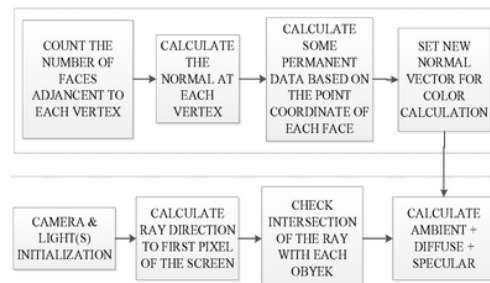 COUNT THE
NUMBER OF
FACES
ADJANCENT TO
EACH VERTEX
CALCULATE
THE
NORMAL AT
EACH
VERTEX
CALCULATE
SOME
PERMANENT
DATA BASED ON
THE POINT
COORDINATE OF
EACH FACE
SET NEW
NORMAL
VECTOR FOR
COLOR
CALCULATION
CAMERA &
LIGHT(S)
INITIALIZATION
CALCULATE
RAY DIRECTION
TO FIRST PIXEL
OF THE SCREEN
CHECK
INTERSECTION
OF THE RAY
WITH EACH
OBYEK
CALCULATE
AMBIENT +
DIFFUSE +
SPECULAR